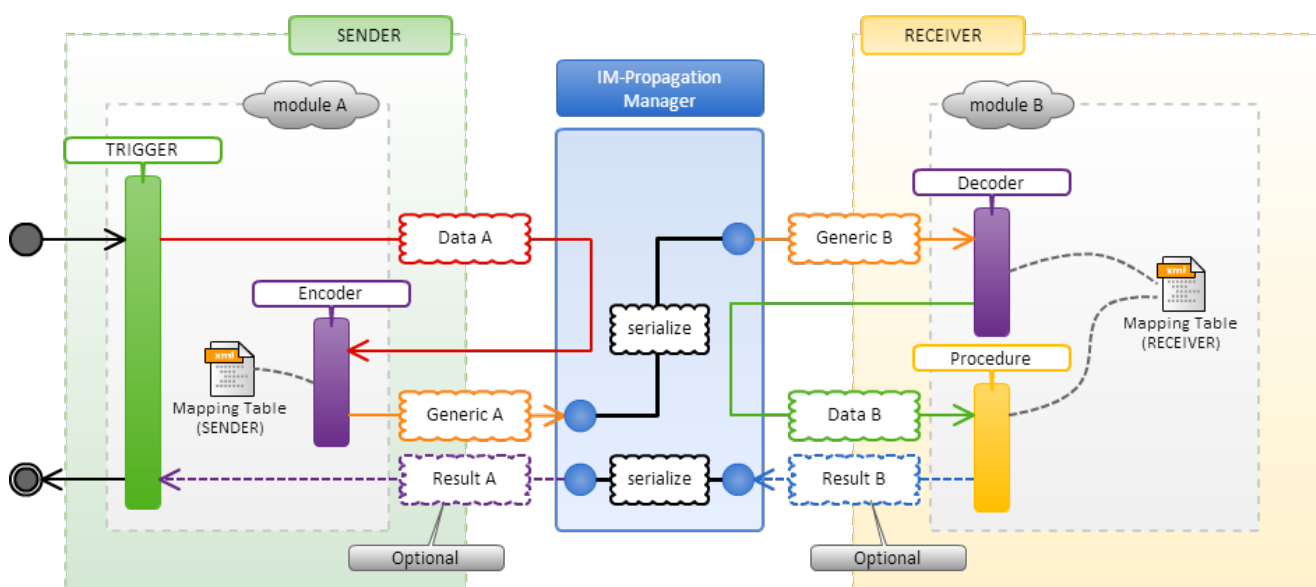 SENDER
RECEIVER
IM-Propagation
Manager
module A
module B
TRIGGER
Decoder
Data A
Generic B
Encoder
xml
serialize
Mapping Table
(RECEIVER)
xml
Procedure
Mapping Table
(SENDER)
Generic A
Data B
Result A
serialize
Result B
Optional
Optional